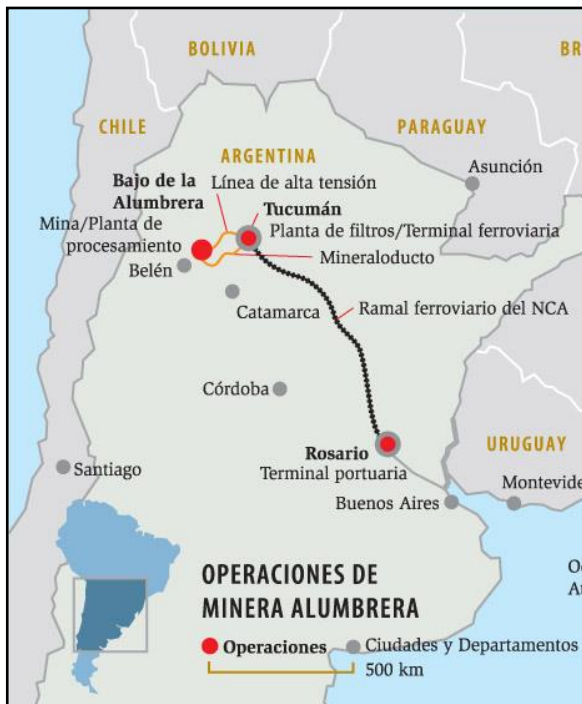 BOLIVIA
BR
CHILE
PARAGUAY
ARGENTINA
Asunción
Bajo de la
Alumbrera
Línea de alta tensión
Tucumán
Mina/Planta de
procesamiento
Planta de filtros/Terminal ferroviaria
Belén
Mineraloducto
Catamarca
Ramal ferroviario del NCA
Córdoba
Rosario
Terminal portuaria
URUGUAY
Santiago
Buenos Aires
Montevide
OPERACIONES DE
MINERA ALUMBRERA
Oc
Operaciones
Ciudades y Departamentos
500 km